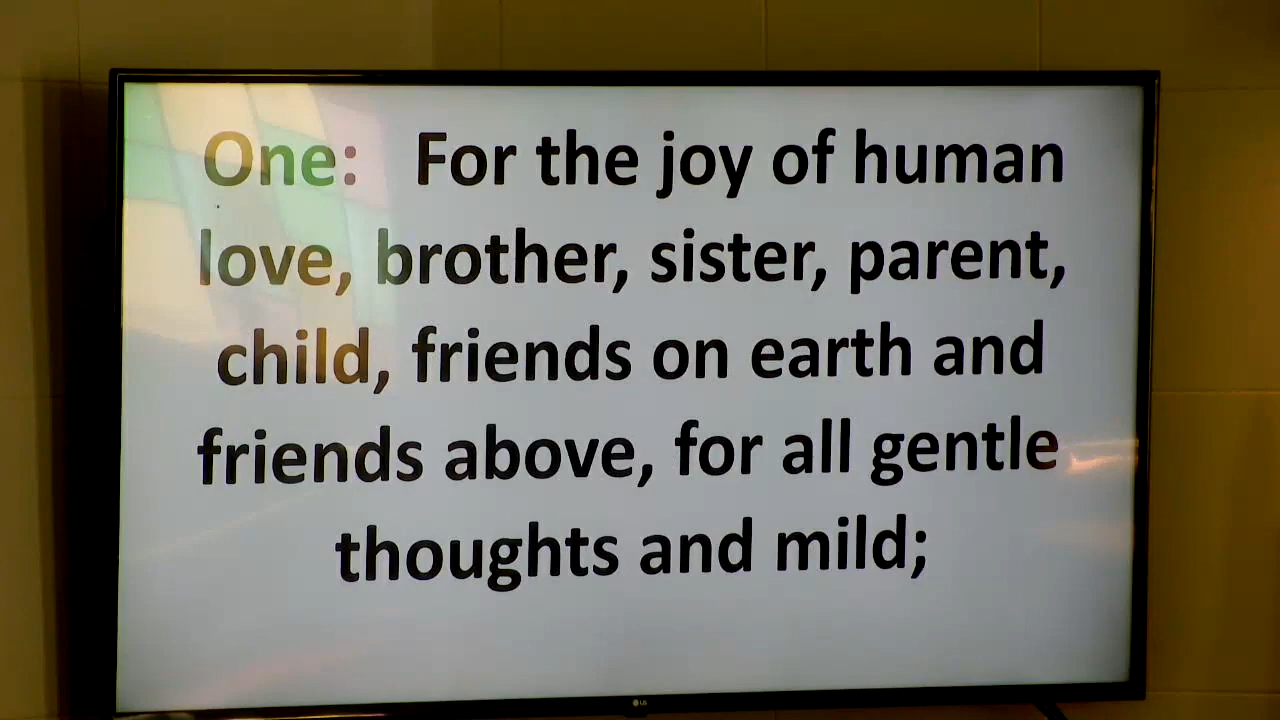 One: For the joy of human
love, brother, sister, parent,
child, friends on earth and
friends above, for all gentle
thoughts and mild;
LG